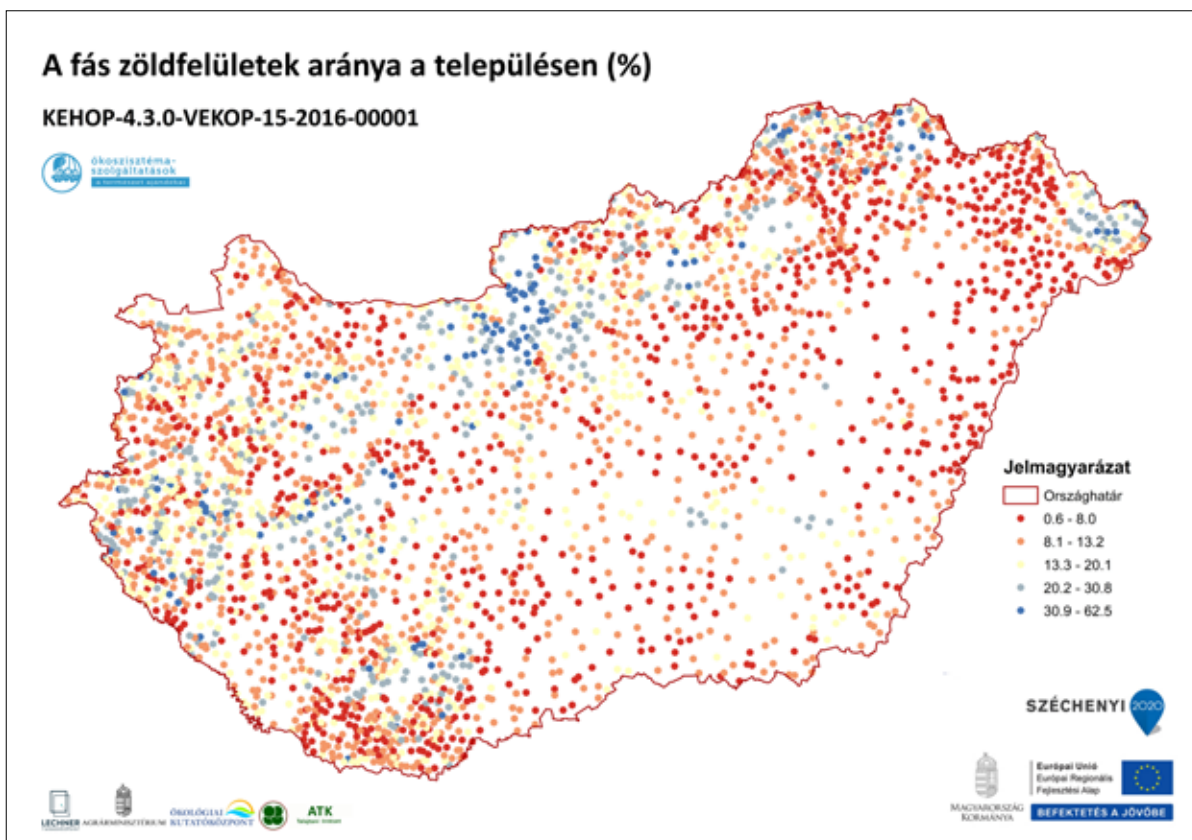 A fás zöldfelületek aránya a településen (%)
KEHOP-4.3.0-VEKOP-15-2016-00001
ökoszisztéma-
szolgáltatások
a természet ajándékai
Jelmagyarázat
Országhatár
0.6 - 8.0
8.1 - 13.2
13.3 - 20.1
20.2 - 30.8
30.9 - 62.5
SZÉCHENYI 2020
LECHNER
AGRÁRMINISZTÉRIUM
ÖKOLÓGIAI
KUTATÓKÖZPONT
ATK
MAGYARORSZÁG
KORMÁNYA
Európai Unió
Európai Regionális
Fejlesztési Alap
BEFEKTETÉS A JÖVŐBE